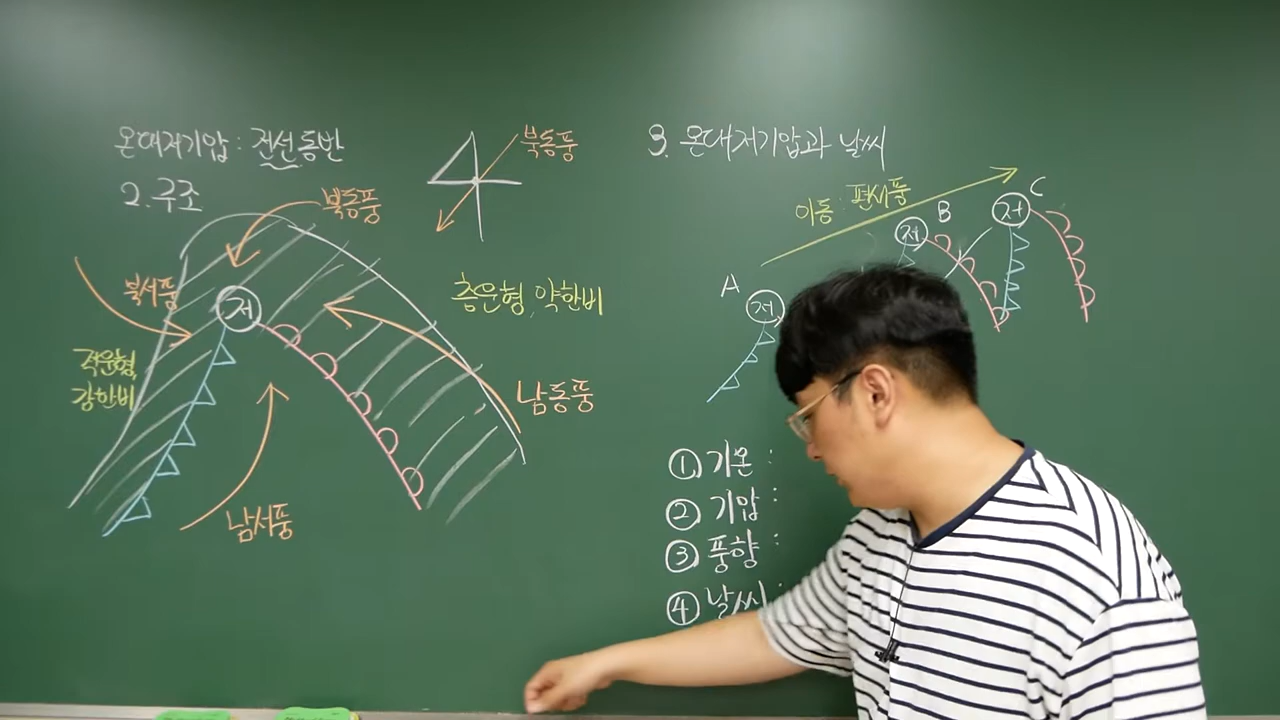 온대저기압 : 전선 동반
2. 구조
북동풍
북동풍
북서풍
저
적운형
강한비
층운형, 약한비
남동풍
남서풍
3. 온대저기압과 날씨
이동 : 편서풍
A
저
B
저
C
저
① 기온 :
② 기압 :
③ 풍향 :
④ 날씨 :